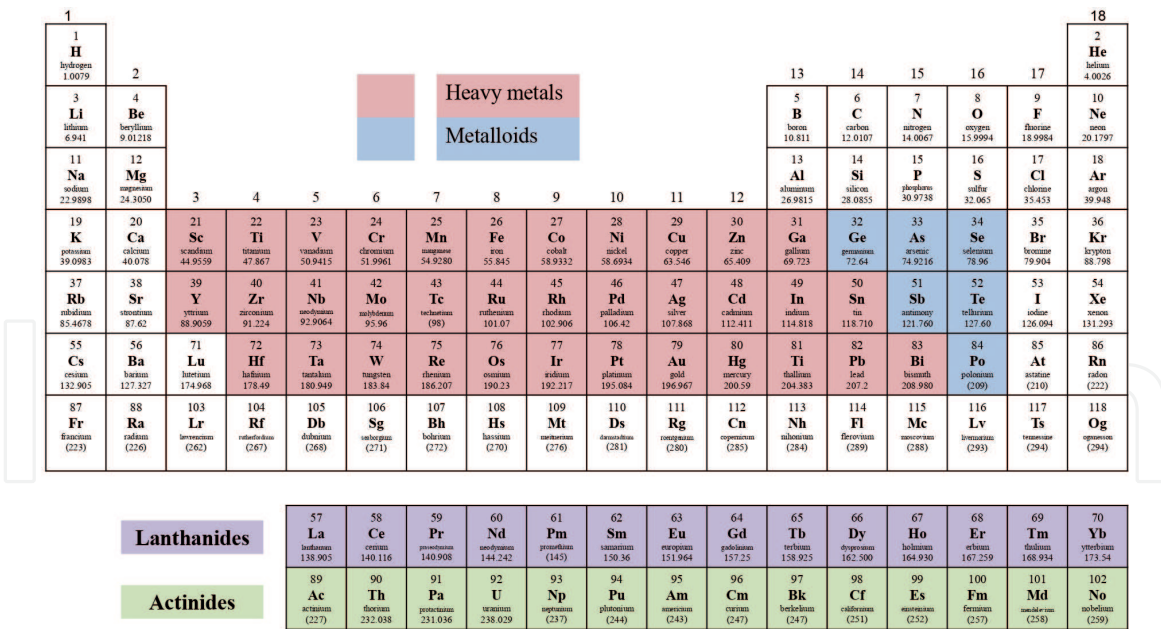 1 18
1 2
H He
hydrogen helium
1.0079 2 13 14 15 16 17 4.0026
Heavy metals
Metalloids
3 4 5 6 7 8 9 10
Li Be B C N O F Ne
lithium beryllium boron carbon nitrogen oxygen fluorine neon
6.941 9.01218 10.811 12.0107 14.0067 15.9994 18.9984 20.1797
11 12 13 14 15 16 17 18
Na Mg Al Si P S Cl Ar
sodium magnesium aluminum silicon phosphorus sulfur chlorine argon
22.9898 24.3050 3 4 5 6 7 8 9 10 11 12 26.9815 28.0855 30.9738 32.065 35.453 39.948
19 20 21 22 23 24 25 26 27 28 29 30 31 32 33 34 35 36
K Ca Sc Ti V Cr Mn Fe Co Ni Cu Zn Ga Ge As Se Br Kr
potassium calcium scandium titanium vanadium chromium manganese iron cobalt nickel copper zinc gallium germanium arsenic selenium bromine krypton
39.0983 40.078 44.9559 47.867 50.9415 51.9961 54.9280 55.845 58.9332 58.6934 63.546 65.409 69.723 72.64 74.9216 78.96 79.904 88.798
37 38 39 40 41 42 43 44 45 46 47 48 49 50 51 52 53 54
Rb Sr Y Zr Nb Mo Tc Ru Rh Pd Ag Cd In Sn Sb Te I Xe
rubidium strontium yttrium zirconium neodymium molybdenum technetium ruthenium rhodium palladium silver cadmium indium tin antimony tellurium iodine xenon
85.4678 87.62 88.9059 91.224 92.9064 95.96 (98) 101.07 102.906 106.42 107.868 112.411 114.818 118.710 121.760 127.60 126.094 131.293
55 56 71 72 73 74 75 76 77 78 79 80 81 82 83 84 85 86
Cs Ba Lu Hf Ta W Re Os Ir Pt Au Hg Ti Pb Bi Po At Rn
cesium barium lutetium hafnium tantalum tungsten rhenium osmium iridium platinum gold mercury thallium lead bismuth polonium astatine radon
132.905 127.327 174.968 178.49 180.949 183.84 186.207 190.23 192.217 195.084 196.967 200.59 204.383 207.2 208.980 (209) (210) (222)
87 88 103 104 105 106 107 108 109 110 111 112 113 114 115 116 117 118
Fr Ra Lr Rf Db Sg Bh Hs Mt Ds Rg Cn Nh Fl Mc Lv Ts Og
francium radium lawrencium rutherfordium dubnium seaborgium bohrium hassium meitnerium darmstadtium roentgenium copernicum nihonium flerovium moscovium livermorium tennessine oganesson
(223) (226) (262) (267) (268) (271) (272) (270) (276) (281) (280) (285) (284) (289) (288) (293) (294) (294)
57 58 59 60 61 62 63 64 65 66 67 68 69 70
Lanthanides La Ce Pr Nd Pm Sm Eu Gd Tb Dy Ho Er Tm Yb
lanthanum cerium praseodymium neodymium promethium samarium europium gadolinium terbium dysprosium holmium erbium thulium ytterbium
138.905 140.116 140.908 144.242 (145) 150.36 151.964 157.25 158.925 162.500 164.930 167.259 168.934 173.54
89 90 91 92 93 94 95 96 97 98 99 100 101 102
Actinides Ac Th Pa U Np Pu Am Cm Bk Cf Es Fm Md No
actinium thorium protactinium uranium neptunium plutonium americium curium berkelium californium einsteinium fermium mendelevium nobelium
(227) 232.038 231.036 238.029 (237) (244) (243) (247) (247) (251) (252) (257) (258) (259)